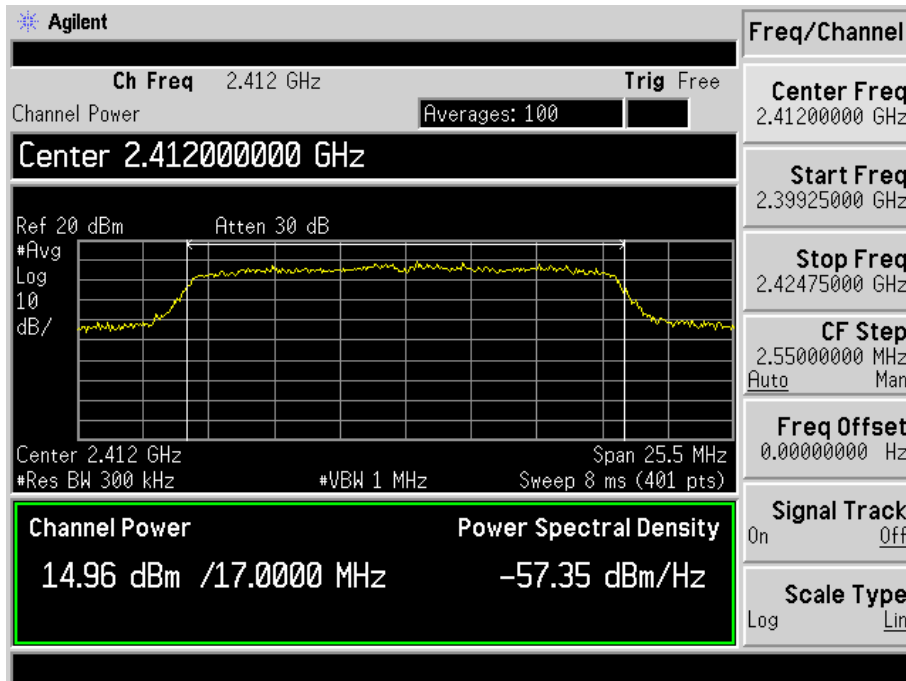 Agilent
Ch Freq 2.412 GHz Trig Free
Channel Power Averages: 100
Center 2.412000000 GHz
Ref 20 dBm Atten 30 dB
#Avg
Log
10
dB/
Center 2.412 GHz Span 25.5 MHz
#Res BW 300 kHz #VBW 1 MHz Sweep 8 ms (401 pts)
Channel Power Power Spectral Density
14.96 dBm /17.0000 MHz -57.35 dBm/Hz
Freq/Channel
Center Freq
2.41200000 GHz
Start Freq
2.39925000 GHz
Stop Freq
2.42475000 GHz
CF Step
2.55000000 MHz
Auto Man
Freq Offset
0.00000000 Hz
Signal Track
On Off
Scale Type
Log Lin